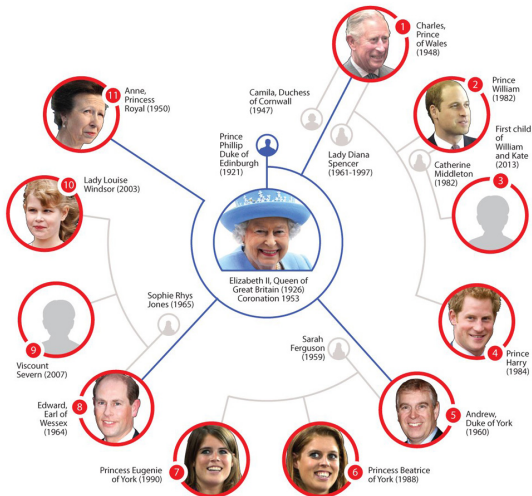 1
Charles,
Prince
of Wales
(1948)
2
Prince
William
(1982)
11
Anne,
Princess
Royal (1950)
Camila, Duchess
of Cornwall
(1947)
First child
of
William
and Kate
(2013)
3
Prince
Phillip
Duke of
Edinburgh
(1921)
Lady Diana
Spencer
(1961-1997)
Catherine
Middleton
(1982)
10
Lady Louise
Windsor (2003)
Elizabeth II, Queen of
Great Britain (1926)
Coronation 1953
Sophie Rhys
Jones (1965)
9
Viscount
Severn (2007)
Sarah
Ferguson
(1959)
4
Prince
Harry
(1984)
8
Edward,
Earl of
Wessex
(1964)
5
Andrew,
Duke of York
(1960)
Princess Eugenie
of York (1990)
7
6
Princess Beatrice
of York (1988)